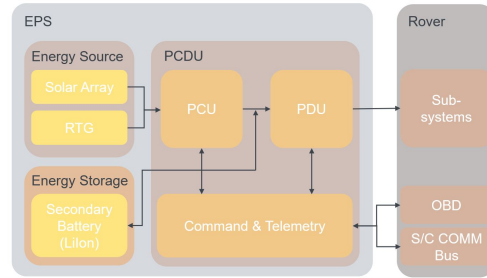 EPS
Rover
Energy Source
PCDU
Solar Array
RTG
PCU
PDU
Sub-
systems
Energy Storage
Secondary
Battery
(LiIon)
Command & Telemetry
OBD
S/C COMM
Bus